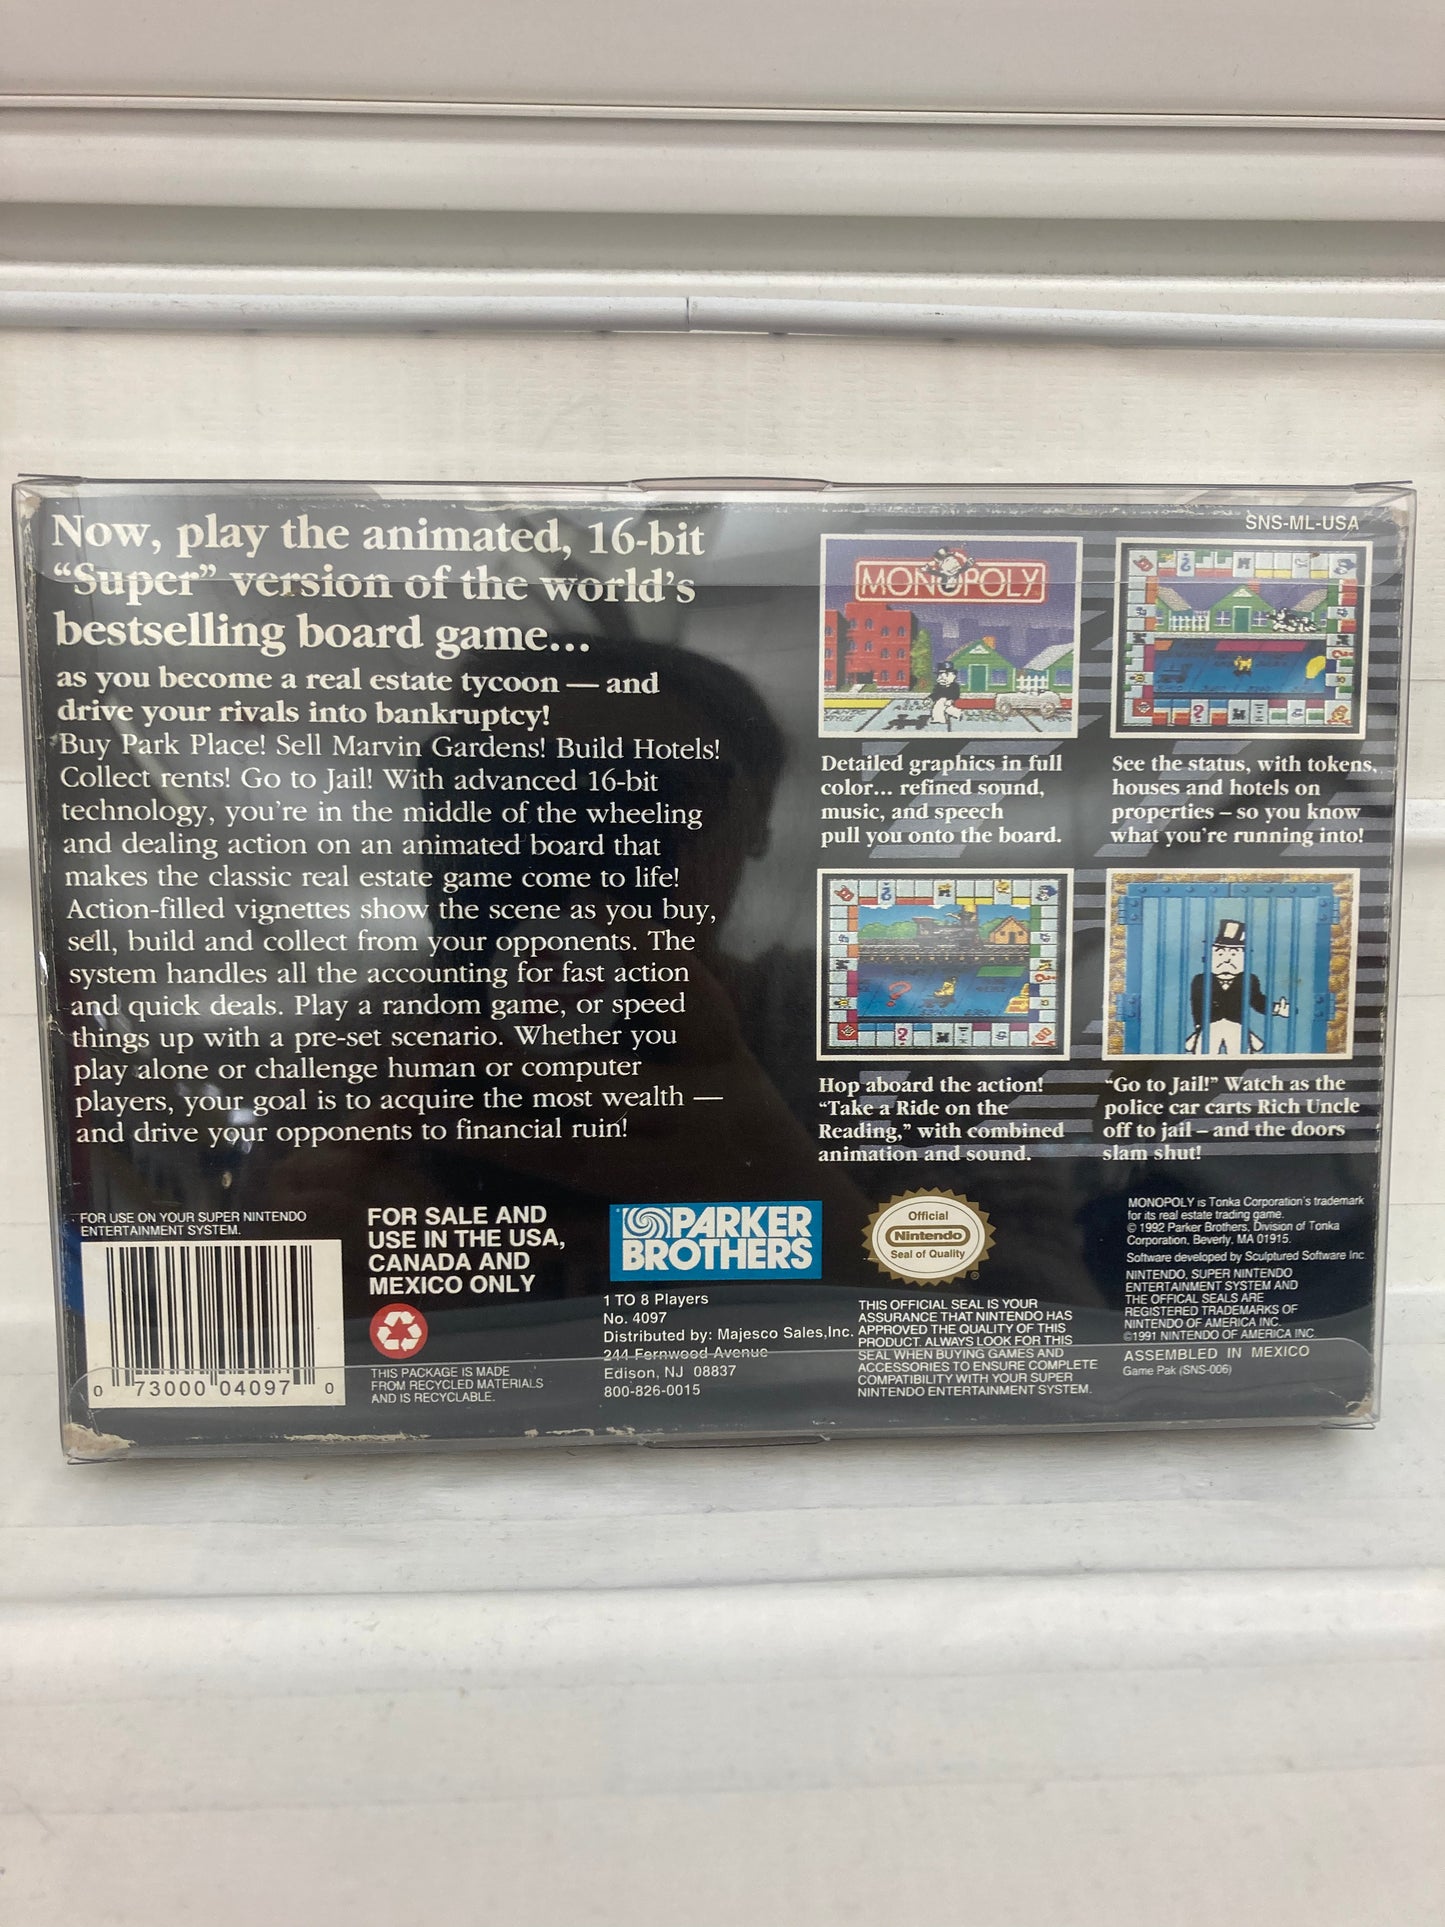 Now, play the animated, 16-bit
“Super” version of the world's
bestselling board game...
as you become a real estate tycoon — and
drive your rivals into bankruptcy!
Buy Park Place! Sell Marvin Gardens! Build Hotels!
Collect rents! Go to Jail! With advanced 16-bit
technology, you're in the middle of the wheeling
and dealing action on an animated board that
makes the classic real estate game come to life!
Action-filled vignettes show the scene as you buy,
sell, build and collect from your opponents. The
system handles all the accounting for fast action
and quick deals. Play a random game, or speed
things up with a pre-set scenario. Whether you
play alone or challenge human or computer
players, your goal is to acquire the most wealth —
and drive your opponents to financial ruin!
SNS-ML-USA
MONOPOLY
Detailed graphics in full
color... refined sound,
music, and speech
pull you onto the board.
See the status, with tokens,
houses and hotels on
properties – so you know
what you're running into!
Hop aboard the action!
“Take a Ride on the
Reading,” with combined
animation and sound.
“Go to Jail!” Watch as the
police car carts Rich Uncle
off to jail – and the doors
slam shut!
FOR USE ON YOUR SUPER NINTENDO
ENTERTAINMENT SYSTEM.
0 73000 04097 0
FOR SALE AND
USE IN THE USA,
CANADA AND
MEXICO ONLY
THIS PACKAGE IS MADE
FROM RECYCLED MATERIALS
AND IS RECYCLABLE.
PARKER
BROTHERS
1 TO 8 Players
No. 4097
Distributed by: Majesco Sales,Inc.
244 Fernwood Avenue
Edison, NJ 08837
800-826-0015
Official
Nintendo
Seal of Quality
THIS OFFICIAL SEAL IS YOUR
ASSURANCE THAT NINTENDO HAS
APPROVED THE QUALITY OF THIS
PRODUCT. ALWAYS LOOK FOR THIS
SEAL WHEN BUYING GAMES AND
ACCESSORIES TO ENSURE COMPLETE
COMPATIBILITY WITH YOUR SUPER
NINTENDO ENTERTAINMENT SYSTEM.
MONOPOLY is Tonka Corporation's trademark
for its real estate trading game.
© 1992 Parker Brothers, Division of Tonka
Corporation, Beverly, MA 01915.
Software developed by Sculptured Software Inc.
NINTENDO, SUPER NINTENDO
ENTERTAINMENT SYSTEM AND
THE OFFICAL SEALS ARE
REGISTERED TRADEMARKS OF
NINTENDO OF AMERICA INC.
©1991 NINTENDO OF AMERICA INC.
ASSEMBLED IN MEXICO
Game Pak (SNS-006)